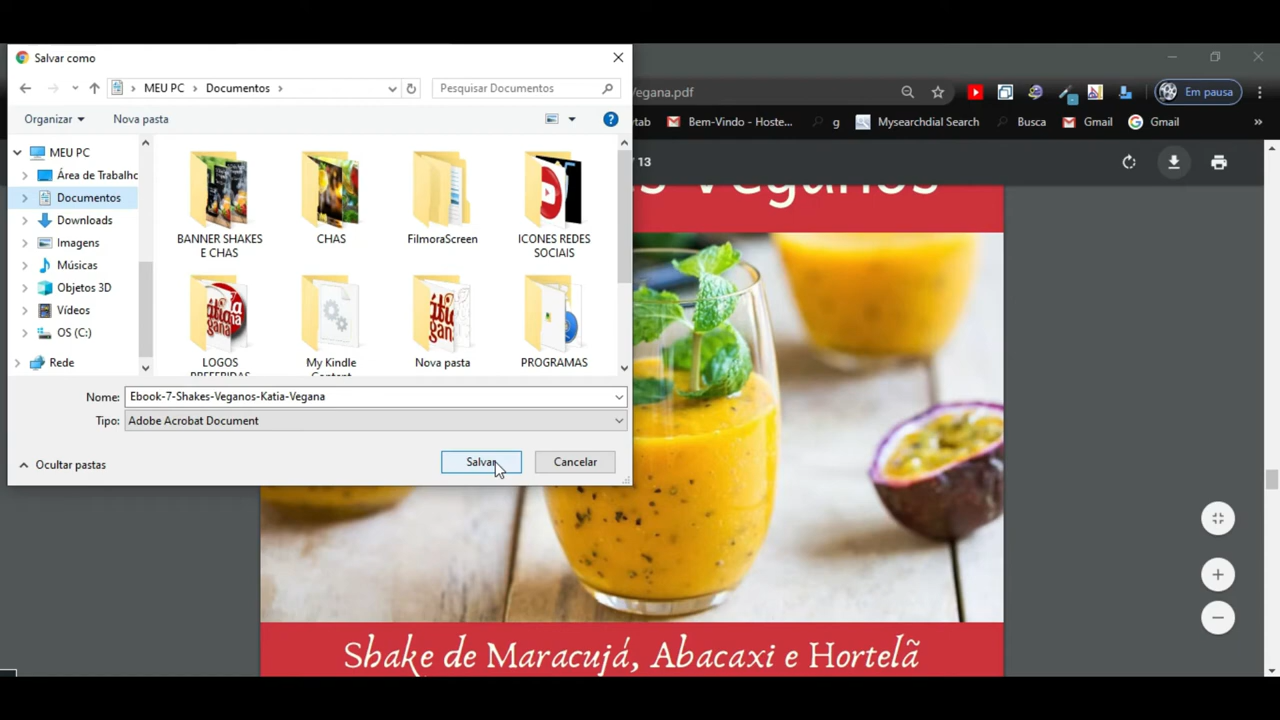 Salvar como
MEU PC
Documentos
Pesquisar Documentos
Organizar
Nova pasta
MEU PC
Área de Trabalho
Documentos
Downloads
Imagens
Músicas
Objetos 3D
Vídeos
OS (C:)
Rede
BANNER SHAKES
E CHAS
CHAS
FilmoraScreen
ICONES REDES
SOCIAIS
LOGOS
PREFERIDAS
My Kindle
Content
Nova pasta
PROGRAMAS
Nome:
Ebook-7-Shakes-Veganos-Katia-Vegana
Tipo:
Adobe Acrobat Document
Ocultar pastas
Salvar
Cancelar
Vegana.pdf
Em pausa
etab
Bem-Vindo - Hoste...
g
Mysearchdial Search
Busca
Gmail
Gmail
»
/ 13
s Veganos
Shake de Maracujá, Abacaxi e Hortelã